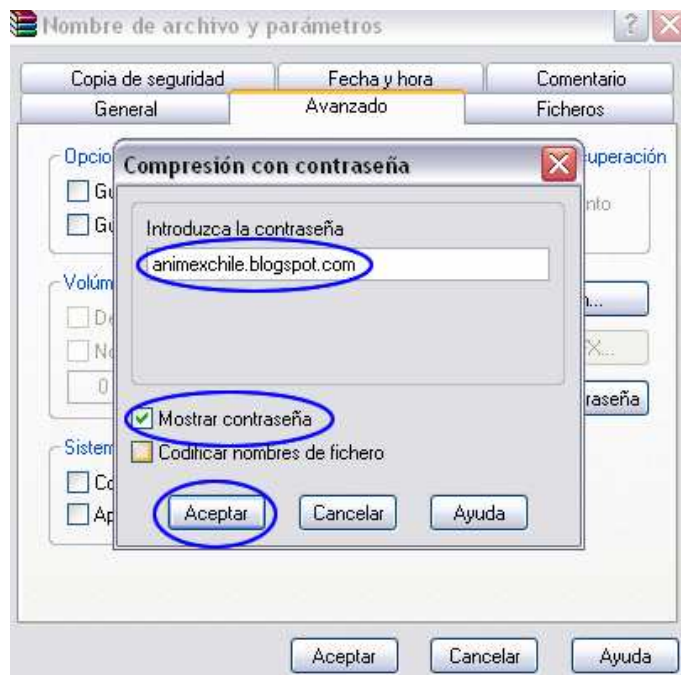 Nombre de archivo y parámetros
Copia de seguridad
Fecha y hora
Comentario
General
Avanzado
Ficheros
Compresión con contraseña
Introduzca la contraseña
animexchile.blogspot.com
Mostrar contraseña
Codificar nombres de fichero
Aceptar
Cancelar
Ayuda
Aceptar
Cancelar
Ayuda